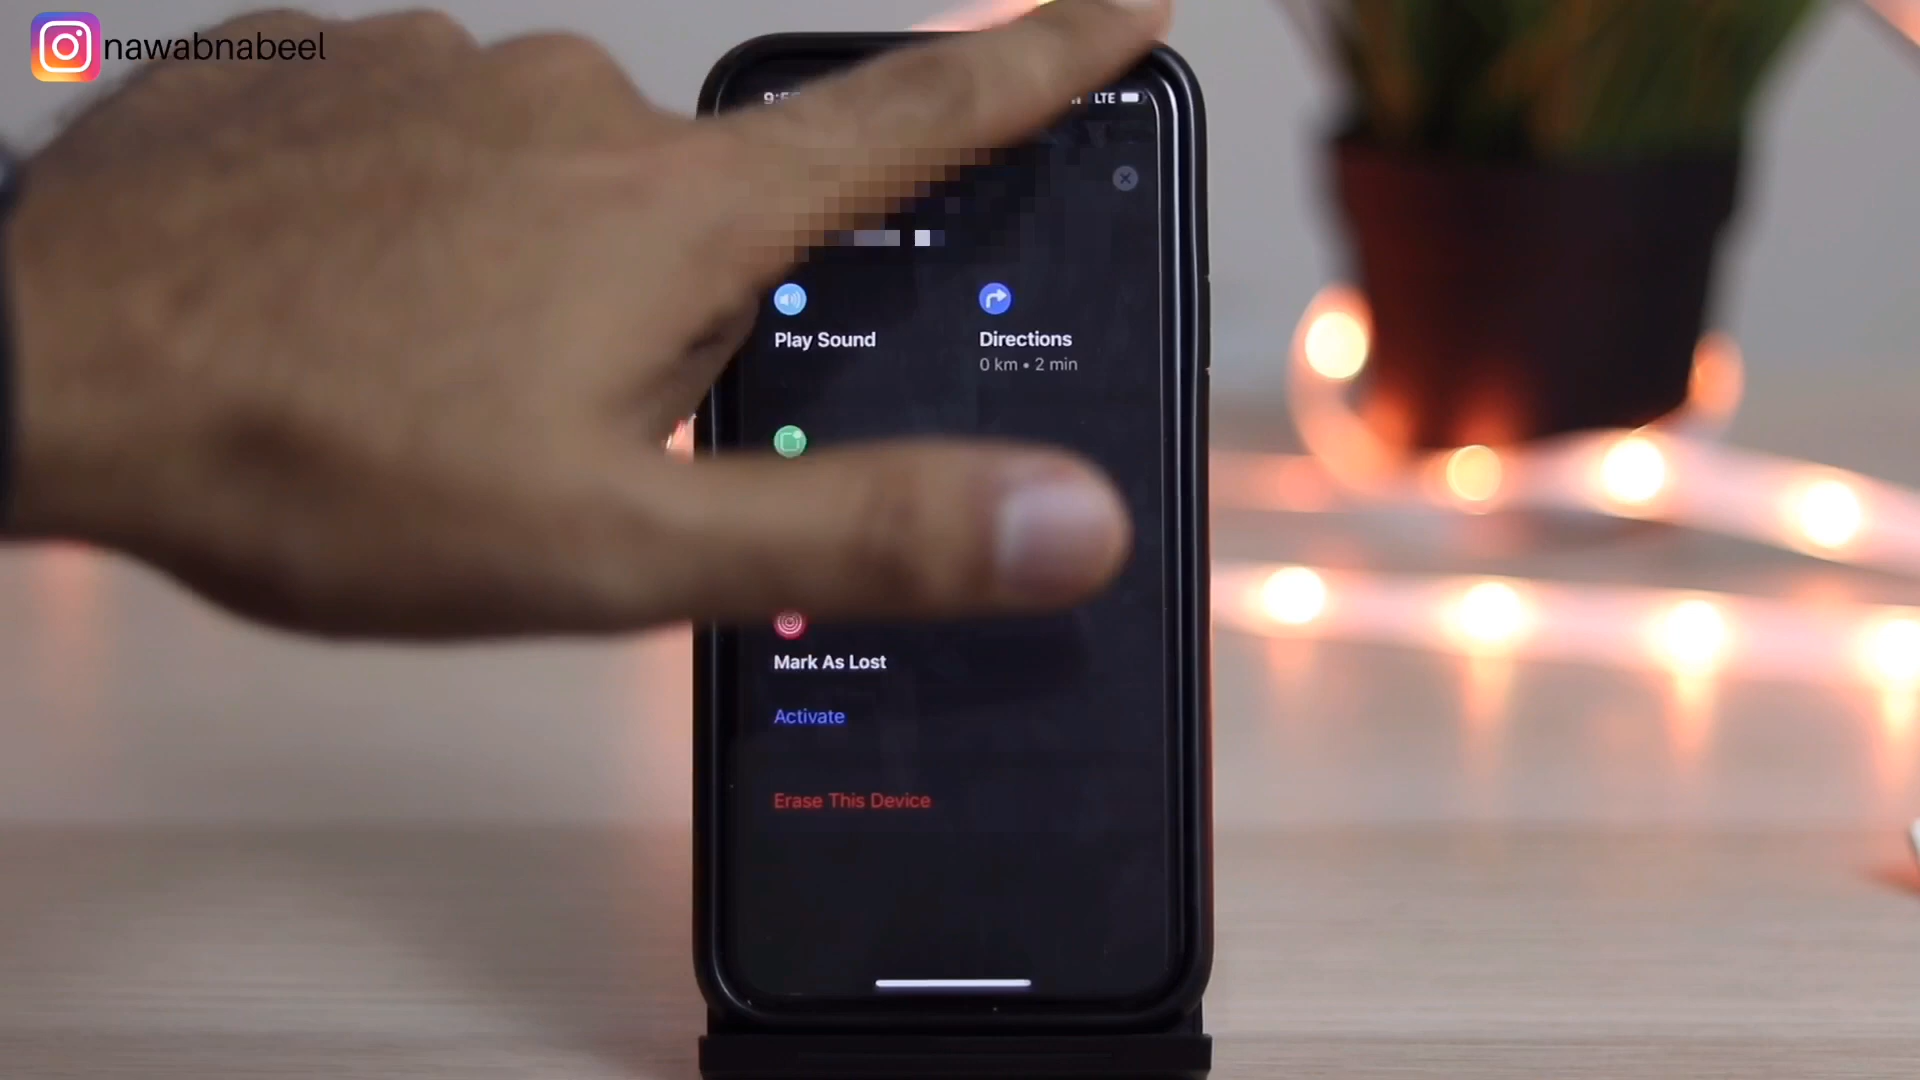 nawabnabeel
LTE
Play Sound
Directions
0 km • 2 min
Mark As Lost
Activate
Erase This Device